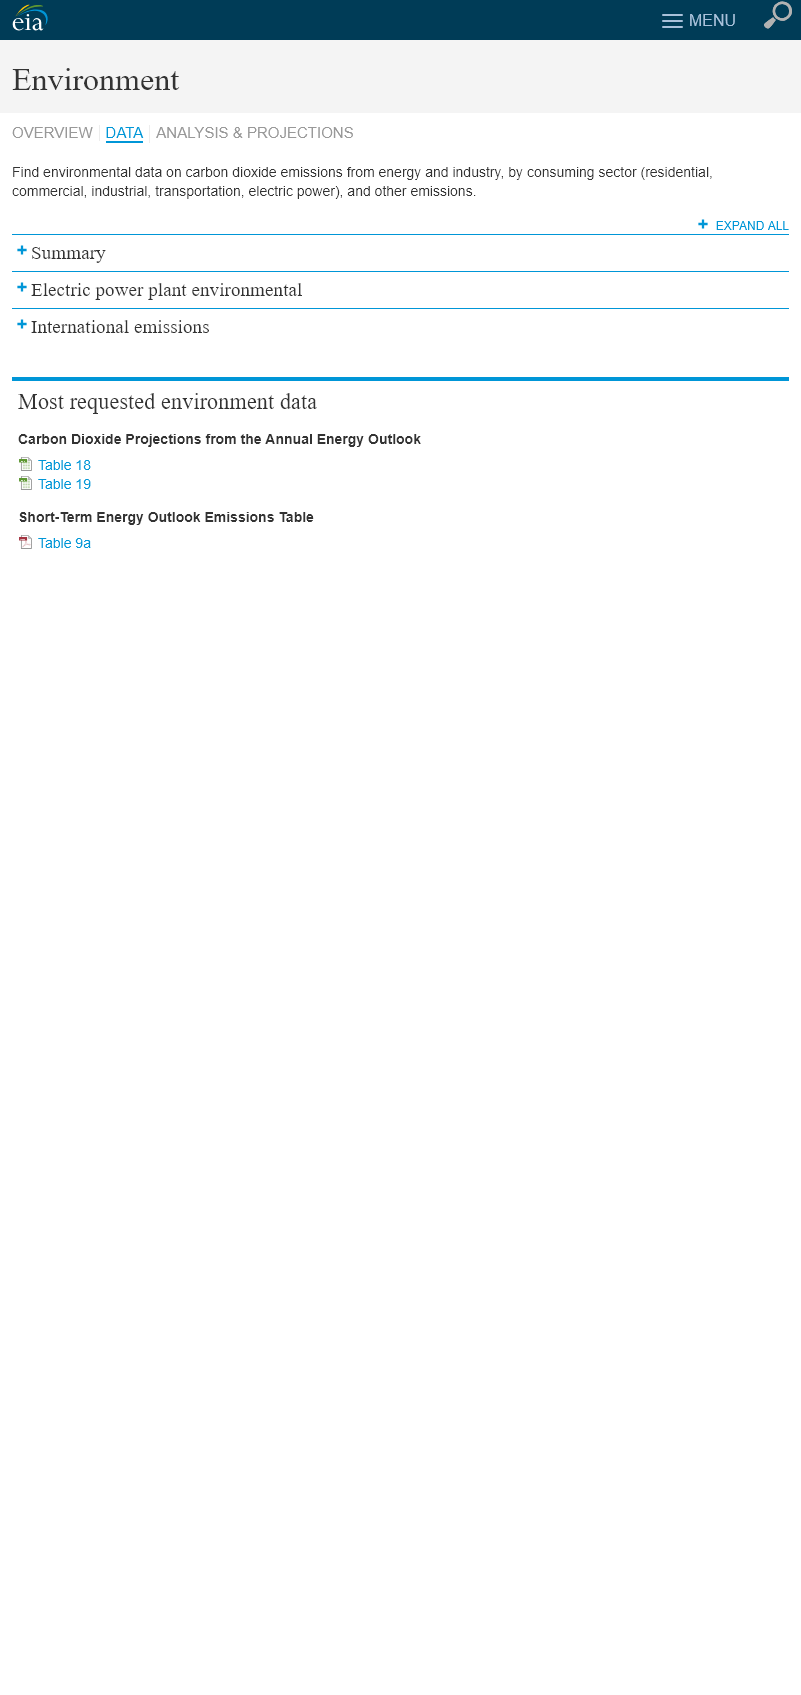 eia
MENU
Environment
OVERVIEW DATA ANALYSIS & PROJECTIONS
Find environmental data on carbon dioxide emissions from energy and industry, by consuming sector (residential,
commercial, industrial, transportation, electric power), and other emissions.
+ EXPAND ALL
+ Summary
+ Electric power plant environmental
+ International emissions
Most requested environment data
Carbon Dioxide Projections from the Annual Energy Outlook
Table 18
Table 19
Short-Term Energy Outlook Emissions Table
Table 9a